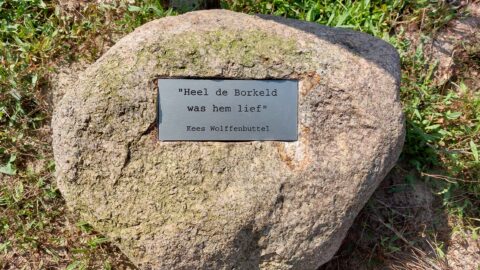 "Heel de Borkeld
was hem lief"
Kees Wolffenbuttel